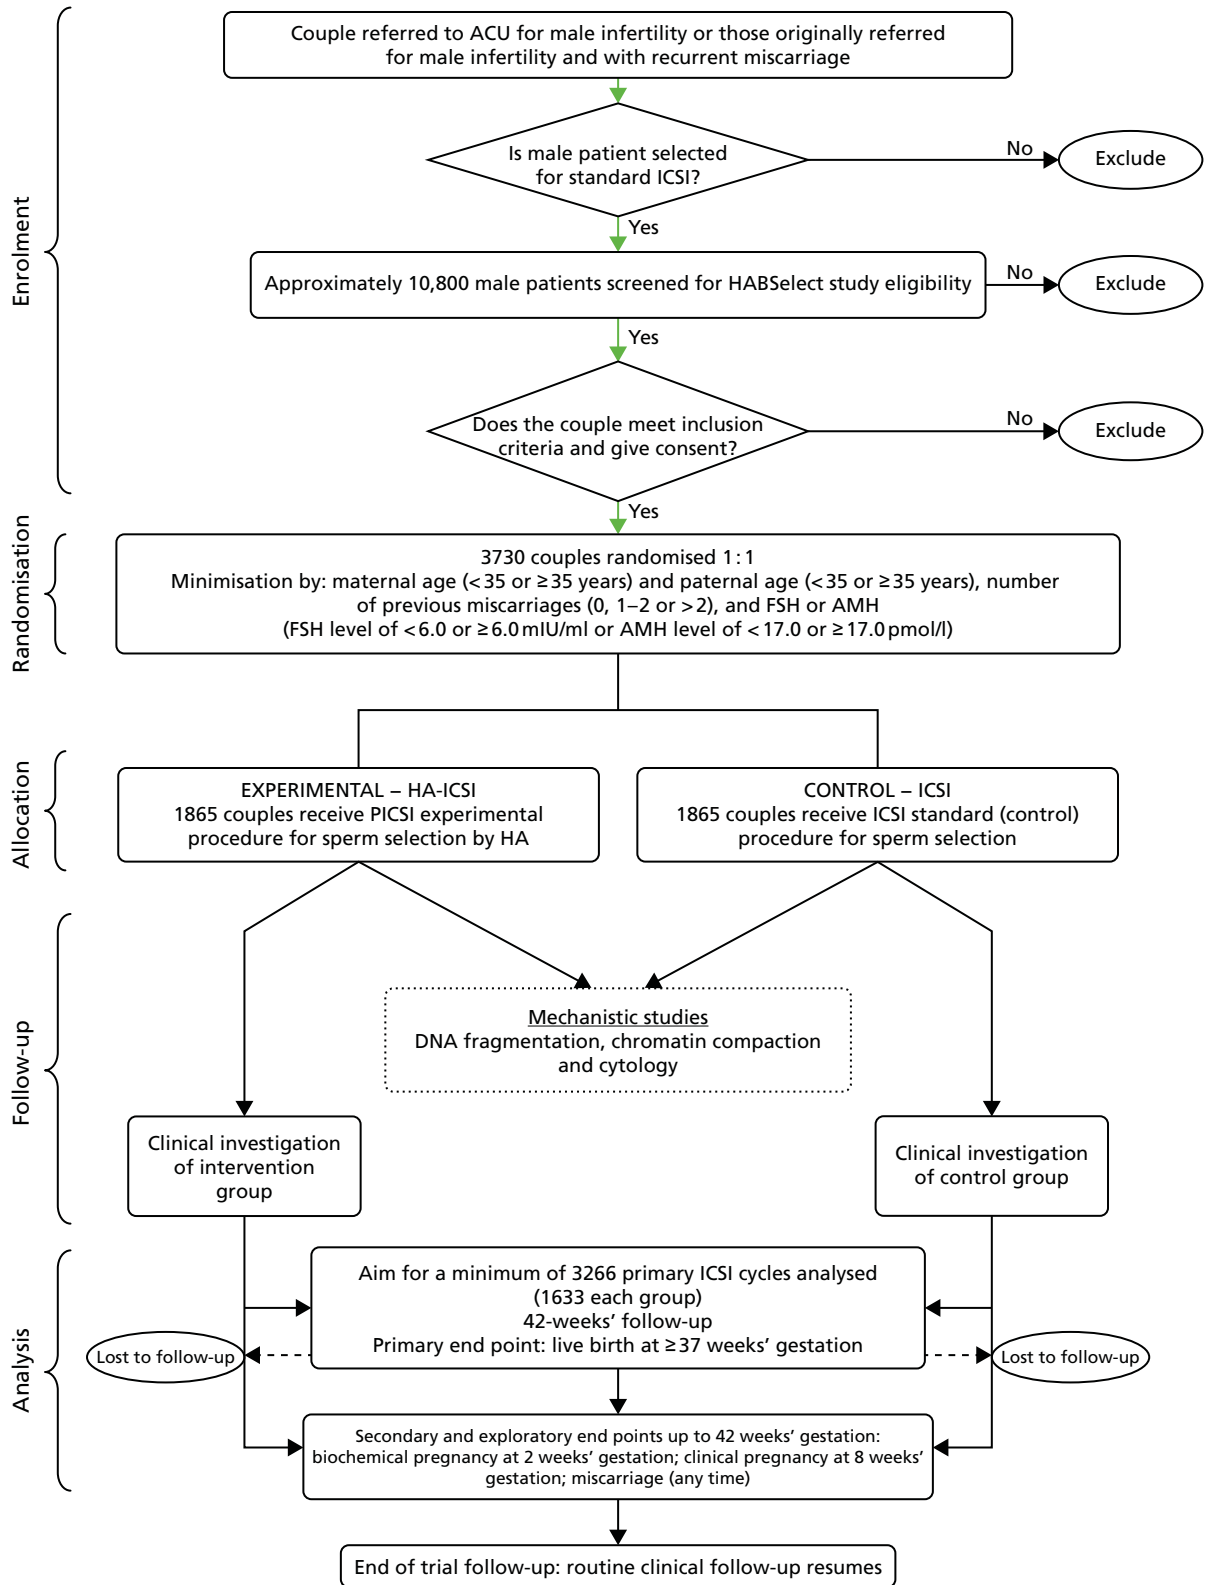 Enrolment
Couple referred to ACU for male infertility or those originally referred
for male infertility and with recurrent miscarriage
Is male patient selected
for standard ICSI?
No
Exclude
Yes
Approximately 10,800 male patients screened for HABSelect study eligibility
No
Exclude
Yes
Does the couple meet inclusion
criteria and give consent?
No
Exclude
Yes
Randomisation
3730 couples randomised 1 : 1
Minimisation by: maternal age (<35 or ≥35 years) and paternal age (<35 or ≥35 years), number
of previous miscarriages (0, 1–2 or >2), and FSH or AMH
(FSH level of <6.0 or ≥6.0 mIU/ml or AMH level of <17.0 or ≥17.0 pmol/l)
Allocation
EXPERIMENTAL – HA-ICSI
1865 couples receive PICSI experimental
procedure for sperm selection by HA
CONTROL – ICSI
1865 couples receive ICSI standard (control)
procedure for sperm selection
Follow-up
Mechanistic studies
DNA fragmentation, chromatin compaction
and cytology
Clinical investigation
of intervention
group
Clinical investigation
of control group
Analysis
Aim for a minimum of 3266 primary ICSI cycles analysed
(1633 each group)
42-weeks’ follow-up
Primary end point: live birth at ≥37 weeks’ gestation
Lost to follow-up
Lost to follow-up
Secondary and exploratory end points up to 42 weeks’ gestation:
biochemical pregnancy at 2 weeks’ gestation; clinical pregnancy at 8 weeks’
gestation; miscarriage (any time)
End of trial follow-up: routine clinical follow-up resumes